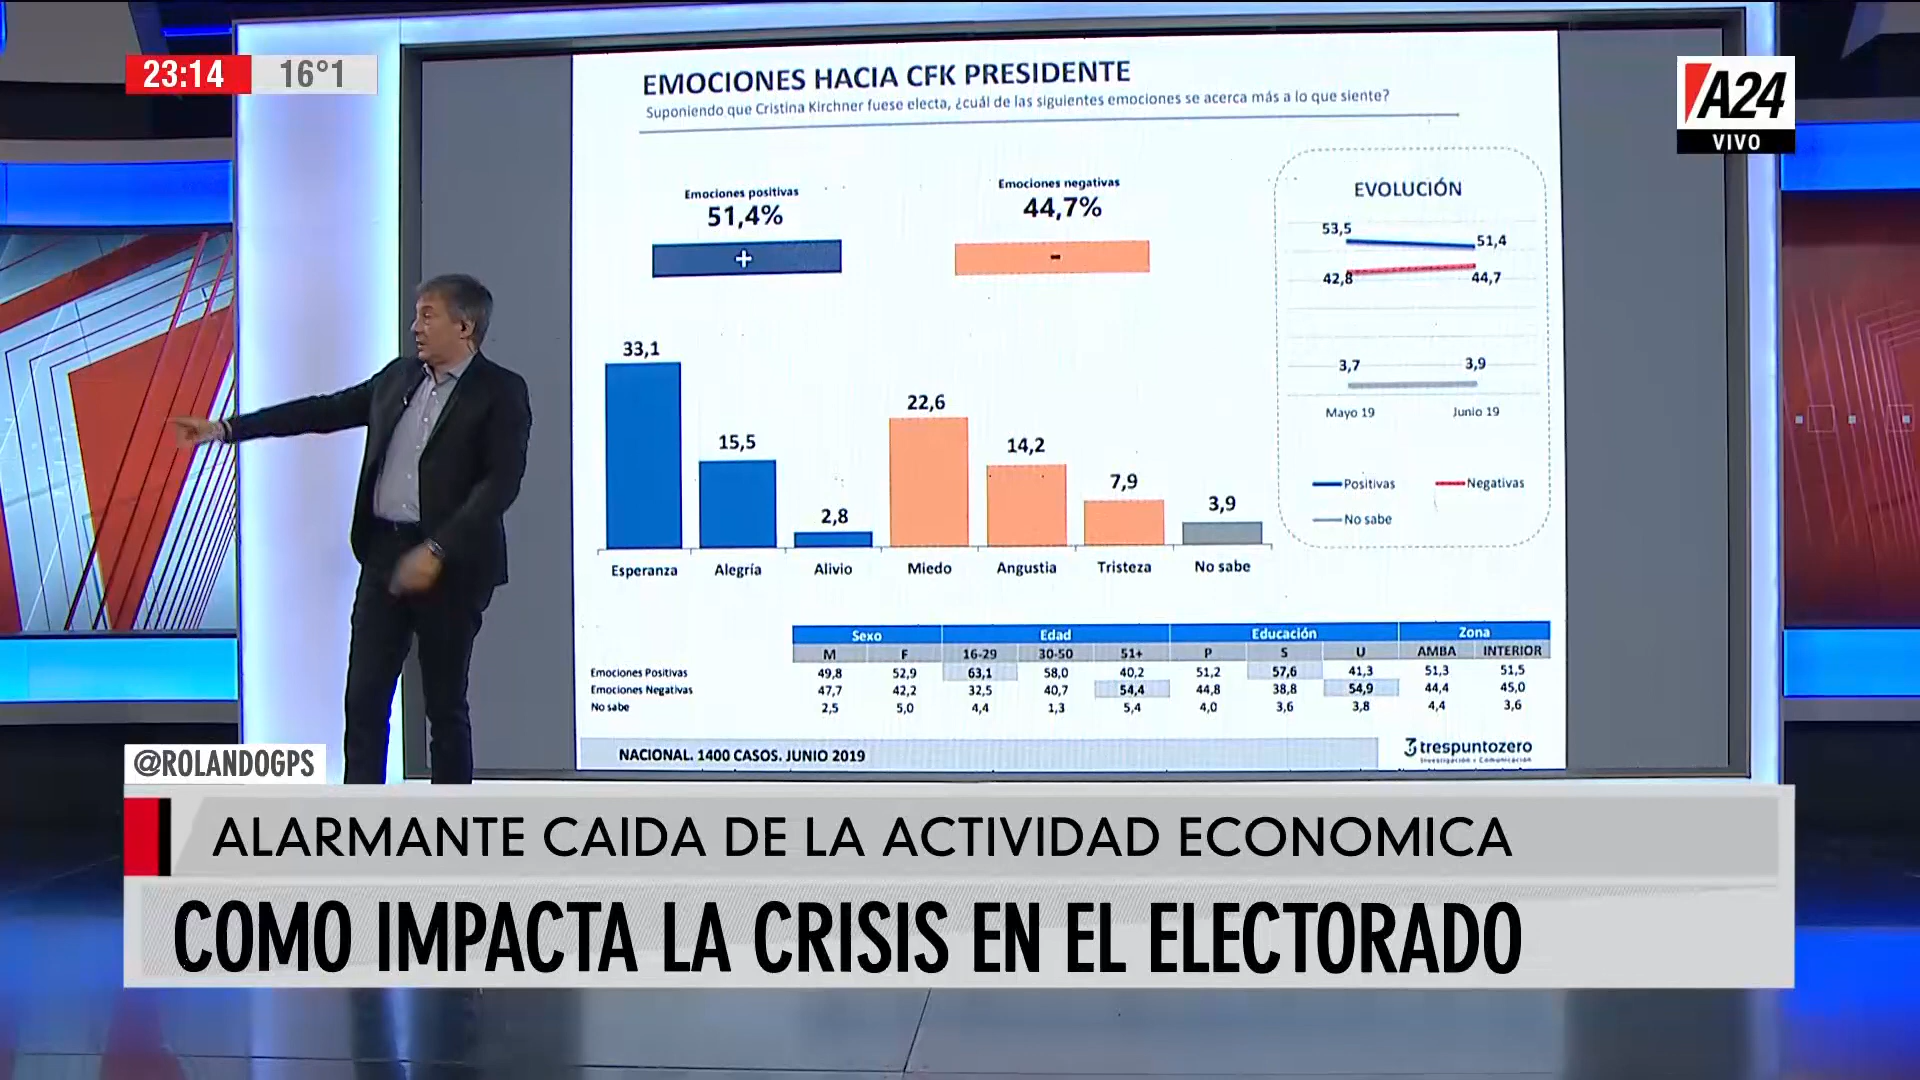 23:14 16°1
A24
VIVO
EMOCIONES HACIA CFK PRESIDENTE
Suponiendo que Cristina Kirchner fuese electa, ¿cuál de las siguientes emociones se acerca más a lo que siente?
Emociones positivas
51,4%
+
Emociones negativas
44,7%
-
33,1
15,5
2,8
22,6
14,2
7,9
3,9
Esperanza Alegría Alivio Miedo Angustia Tristeza No sabe
EVOLUCIÓN
53,5 51,4
42,8 44,7
3,7 3,9
Mayo 19 Junio 19
Positivas Negativas
No sabe
Sexo Edad Educación Zona
M F 16-29 30-50 51+ P S U AMBA INTERIOR
Emociones Positivas 49,8 52,9 63,1 58,0 40,2 51,2 57,6 41,3 51,3 51,5
Emociones Negativas 47,7 42,2 32,5 40,7 54,4 44,8 38,8 54,9 44,4 45,0
No sabe 2,5 5,0 4,4 1,3 5,4 4,0 3,6 3,8 4,4 3,6
NACIONAL. 1400 CASOS. JUNIO 2019
trespuntozero
Investigación y Comunicación
@ROLANDOGPS
ALARMANTE CAIDA DE LA ACTIVIDAD ECONOMICA
COMO IMPACTA LA CRISIS EN EL ELECTORADO